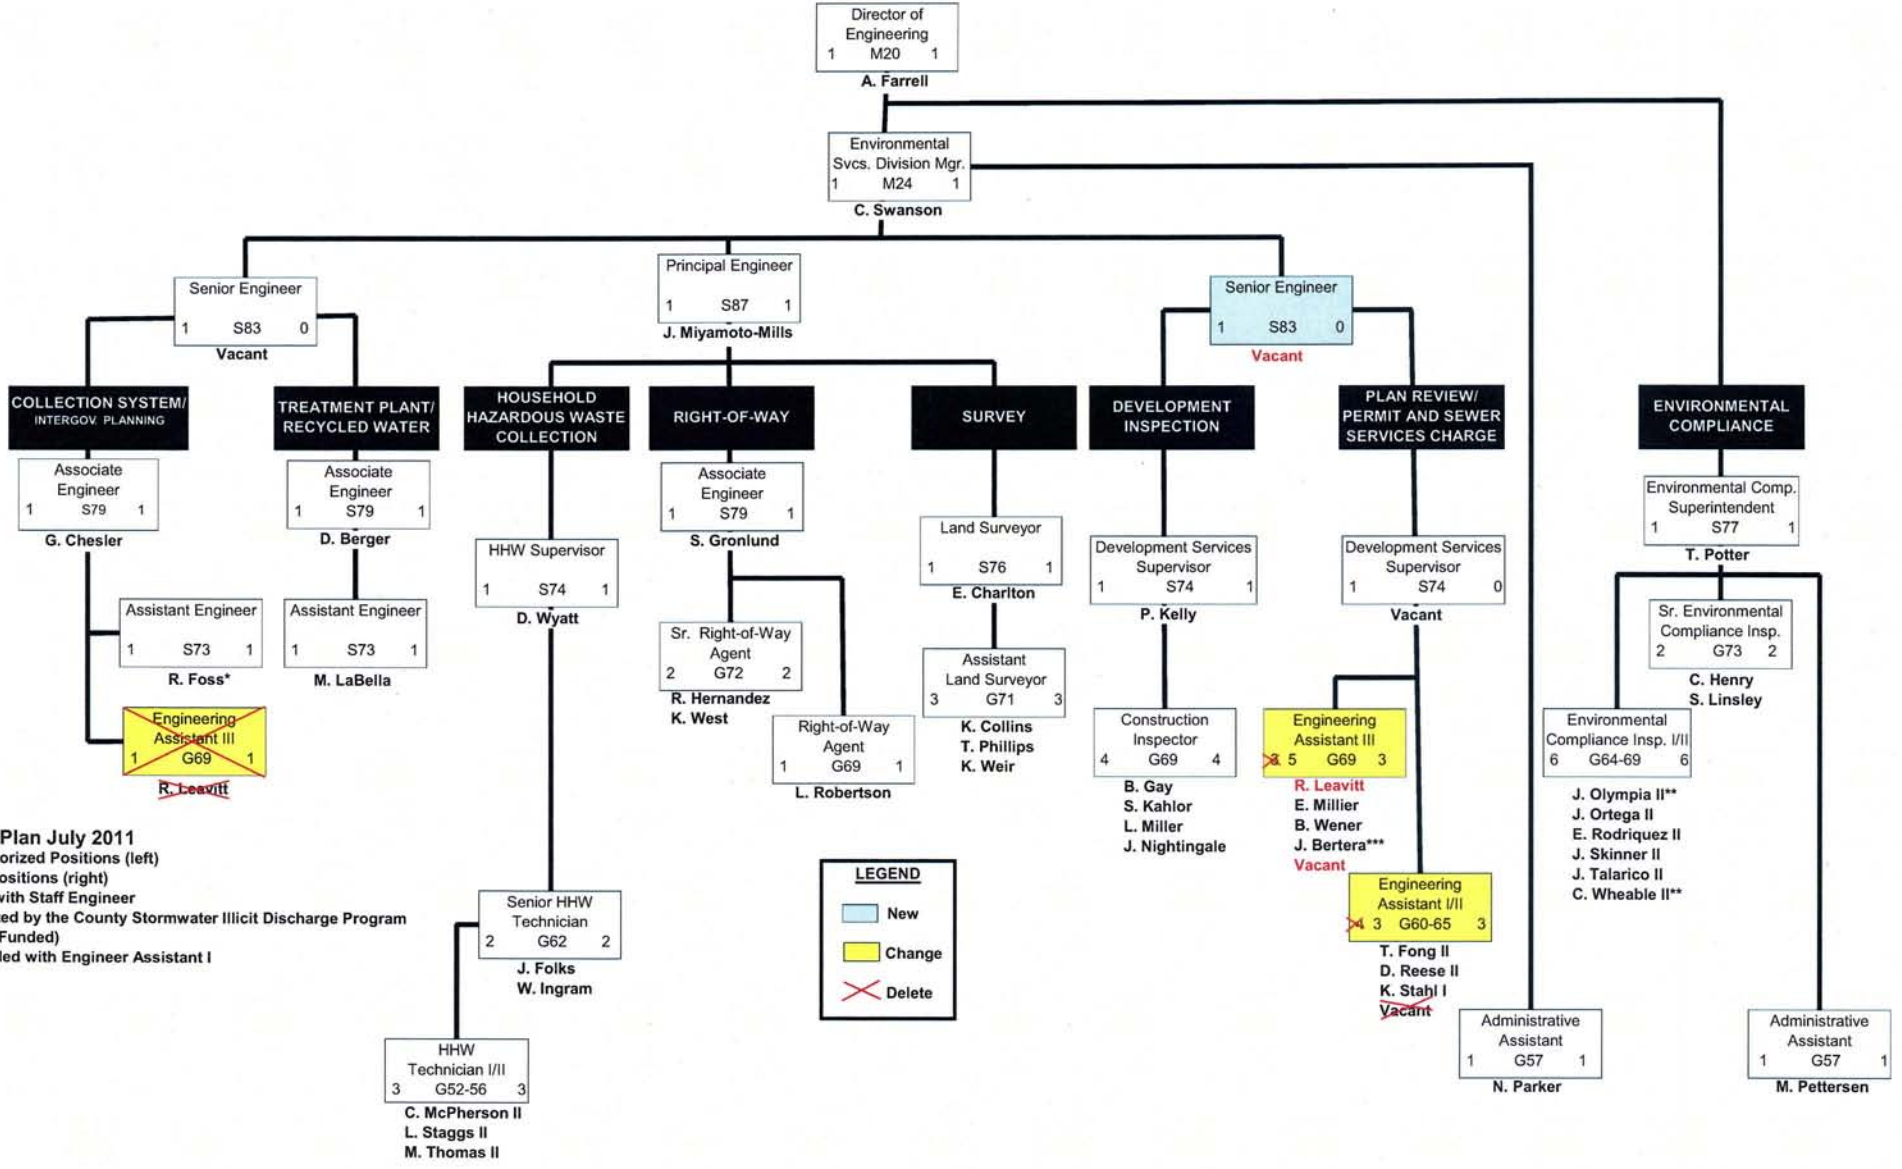 Director of
Engineering
1 M20 1
A. Farrell
Environmental
Svcs. Division Mgr.
1 M24 1
C. Swanson
Senior Engineer
1 S83 0
Vacant
Principal Engineer
1 S87 1
J. Miyamoto-Mills
Senior Engineer
1 S83 0
Vacant
COLLECTION SYSTEM/
INTERGOV. PLANNING
TREATMENT PLANT/
RECYCLED WATER
HOUSEHOLD
HAZARDOUS WASTE
COLLECTION
RIGHT-OF-WAY
SURVEY
DEVELOPMENT
INSPECTION
PLAN REVIEW/
PERMIT AND SEWER
SERVICES CHARGE
ENVIRONMENTAL
COMPLIANCE
Associate
Engineer
1 S79 1
G. Chesler
Assistant Engineer
1 S73 1
R. Foss*
Engineering
Assistant III
1 G69 1
R. Leavitt
Associate
Engineer
1 S79 1
D. Berger
Assistant Engineer
1 S73 1
M. LaBella
HHW Supervisor
1 S74 1
D. Wyatt
Senior HHW
Technician
2 G62 2
J. Folks
W. Ingram
HHW
Technician I/II
3 G52-56 3
C. McPherson II
L. Staggs II
M. Thomas II
Associate
Engineer
1 S79 1
S. Gronlund
Sr. Right-of-Way
Agent
2 G72 2
R. Hernandez
K. West
Right-of-Way
Agent
1 G69 1
L. Robertson
Land Surveyor
1 S76 1
E. Charlton
Assistant
Land Surveyor
3 G71 3
K. Collins
T. Phillips
K. Weir
Development Services
Supervisor
1 S74 1
P. Kelly
Construction
Inspector
4 G69 4
B. Gay
S. Kahlor
L. Miller
J. Nightingale
Development Services
Supervisor
1 S74 0
Vacant
Engineering
Assistant III
5 G69 3
R. Leavitt
E. Millier
B. Wener
J. Bertera***
Vacant
Engineering
Assistant I/II
4 3 G60-65 3
T. Fong II
D. Reese II
K. Stahl I
Vacant
Administrative
Assistant
1 G57 1
N. Parker
Environmental Comp.
Superintendent
1 S77 1
T. Potter
Sr. Environmental
Compliance Insp.
2 G73 2
C. Henry
S. Linsley
Environmental
Compliance Insp. I/II
6 G64-69 6
J. Olympia II**
J. Ortega II
E. Rodriquez II
J. Skinner II
J. Talarico II
C. Wheable II**
Administrative
Assistant
1 G57 1
M. Pettersen
Plan July 2011
orized Positions (left)
ositions (right)
with Staff Engineer
ed by the County Stormwater Illicit Discharge Program
Funded)
led with Engineer Assistant I
LEGEND
New
Change
Delete